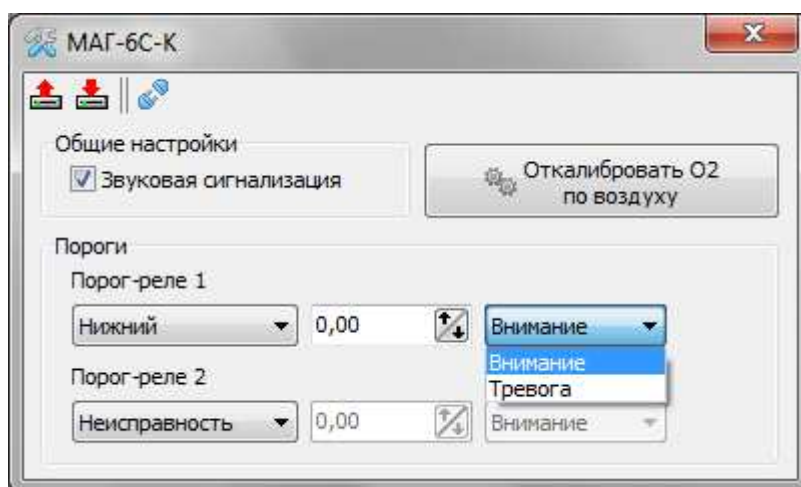 МАГ-6С-К
Общие настройки
Звуковая сигнализация
Откалибровать O2
по воздуху
Пороги
Порог-реле 1
Нижний 0,00 Внимание
Внимание
Тревога
Порог-реле 2
Неисправность 0,00 Внимание